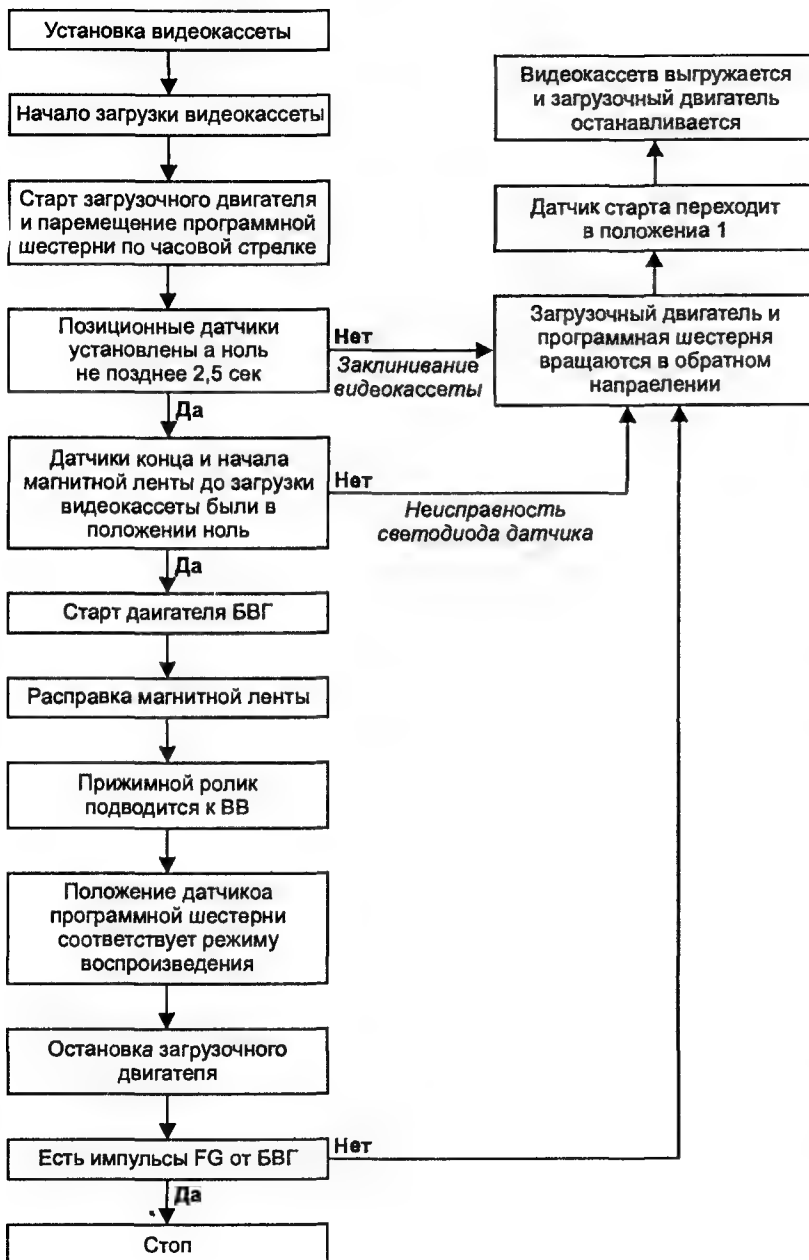 Установка видеокассеты
Начало загрузки видеокассеты
Старт загрузочного двигателя
и паремещение программной
шестерни по часовой стрелке
Позиционные датчики
установлены а ноль
не позднее 2,5 сек
Нет
Заклинивание
видеокассеты
Да
Датчики конца и начала
магнитной ленты до загрузки
видеокассеты были в
положении ноль
Нет
Неисправность
светодиода датчика
Да
Старт даигателя БВГ
Расправка магнитной ленты
Прижимной ролик
подводится к ВВ
Положение датчикоа
программной шестерни
соответствует режиму
воспроизведения
Остановка загрузочного
двигателя
Есть импульсы FG от БВГ
Нет
Да
Стоп
Загрузочный двигатель и
программная шестерня
вращаются в обратном
напраелении
Датчик старта переходит
в положениа 1
Видеокассетв выгружается
и загрузочный двигатель
останавливается